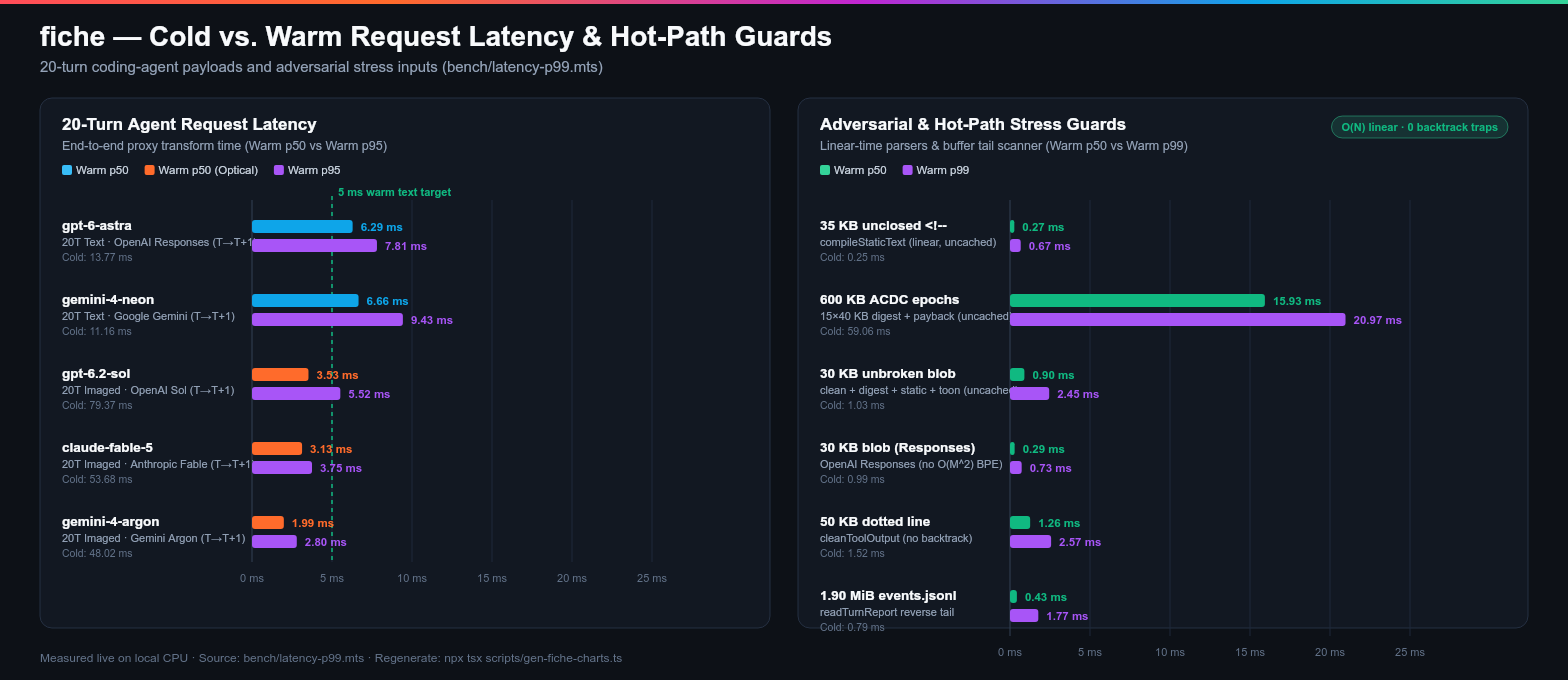 fiche — Cold vs. Warm Request Latency & Hot-Path Guards
20-turn coding-agent payloads and adversarial stress inputs (bench/latency-p99.mts)
20-Turn Agent Request Latency
End-to-end proxy transform time (Warm p50 vs Warm p95)
Warm p50
Warm p50 (Optical)
Warm p95
5 ms warm text target
gpt-6-astra
6.29 ms
20T Text · OpenAI Responses (T→T+1
7.81 ms
Cold: 13.77 ms
gemini-4-neon
6.66 ms
20T Text · Google Gemini (T→T+1)
9.43 ms
Cold: 11.16 ms
gpt-6.2-sol
3.53 ms
20T Imaged · OpenAI Sol (T→T+1)
5.52 ms
Cold: 79.37 ms
claude-fable-5
3.13 ms
20T Imaged · Anthropic Fable (T→T+1
3.75 ms
Cold: 53.68 ms
gemini-4-argon
1.99 ms
20T Imaged · Gemini Argon (T→T+1)
2.80 ms
Cold: 48.02 ms
0 ms 5 ms 10 ms 15 ms 20 ms 25 ms
Adversarial & Hot-Path Stress Guards
O(N) linear · 0 backtrack traps
Linear-time parsers & buffer tail scanner (Warm p50 vs Warm p99)
Warm p50
Warm p99
35 KB unclosed <!--
0.27 ms
compileStaticText (linear, uncached)
0.67 ms
Cold: 0.25 ms
600 KB ACDC epochs
15.93 ms
15×40 KB digest + payback (uncached)
20.97 ms
Cold: 59.06 ms
30 KB unbroken blob
0.90 ms
clean + digest + static + toon (uncached)
2.45 ms
Cold: 1.03 ms
30 KB blob (Responses)
0.29 ms
OpenAI Responses (no O(M^2) BPE)
0.73 ms
Cold: 0.99 ms
50 KB dotted line
1.26 ms
cleanToolOutput (no backtrack)
2.57 ms
Cold: 1.52 ms
1.90 MiB events.jsonl
0.43 ms
readTurnReport reverse tail
1.77 ms
Cold: 0.79 ms
0 ms 5 ms 10 ms 15 ms 20 ms 25 ms
Measured live on local CPU · Source: bench/latency-p99.mts · Regenerate: npx tsx scripts/gen-fiche-charts.ts